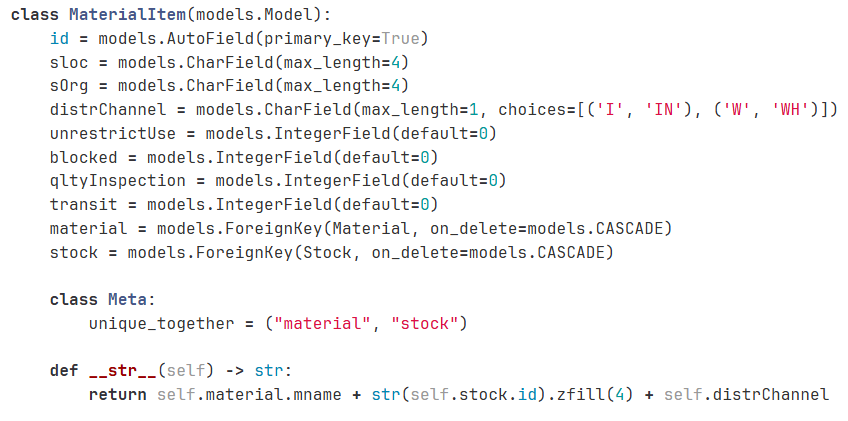 class MaterialItem(models.Model):
    id = models.AutoField(primary_key=True)
    sloc = models.CharField(max_length=4)
    sOrg = models.CharField(max_length=4)
    distrChannel = models.CharField(max_length=1, choices=[('I', 'IN'), ('W', 'WH')])
    unrestrictUse = models.IntegerField(default=0)
    blocked = models.IntegerField(default=0)
    qltyInspection = models.IntegerField(default=0)
    transit = models.IntegerField(default=0)
    material = models.ForeignKey(Material, on_delete=models.CASCADE)
    stock = models.ForeignKey(Stock, on_delete=models.CASCADE)

    class Meta:
        unique_together = ("material", "stock")

    def __str__(self) -> str:
        return self.material.mname + str(self.stock.id).zfill(4) + self.distrChannel